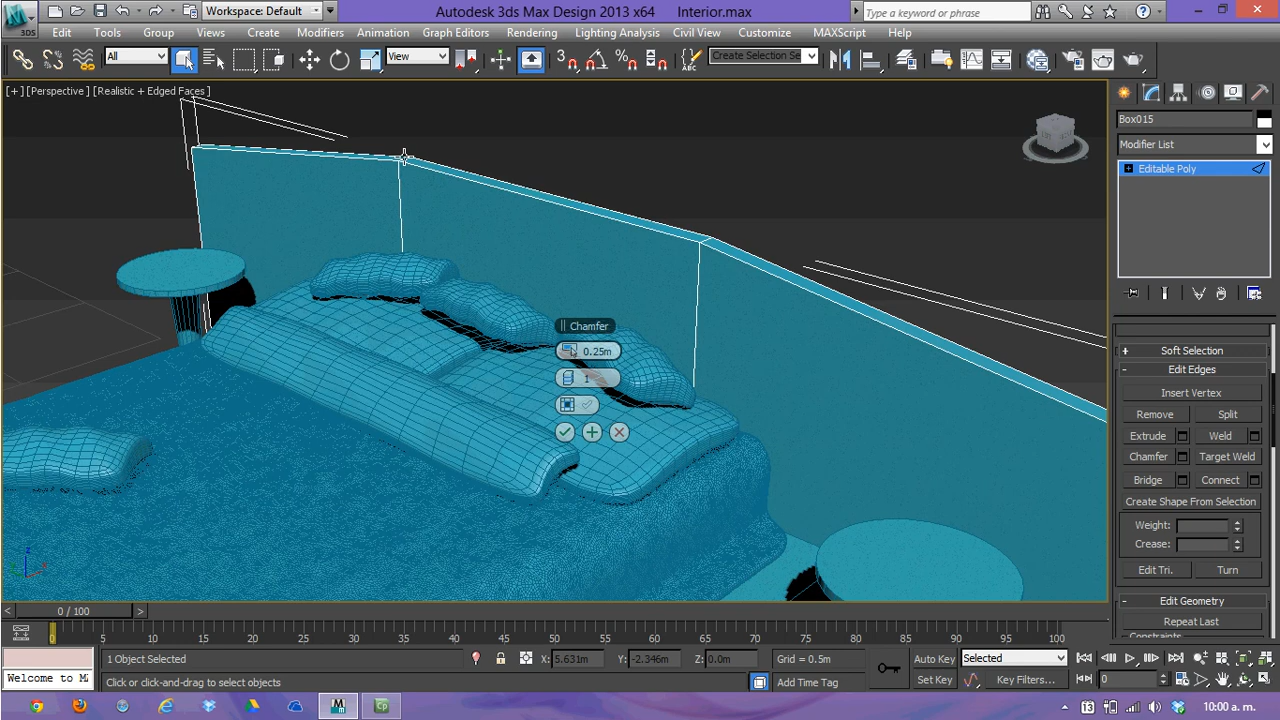 Workspace: Default
Autodesk 3ds Max Design 2013 x64 Interior.max
Type a keyword or phrase
3DS
Edit Tools Group Views Create Modifiers Animation Graph Editors Rendering Lighting Analysis Civil View Customize MAXScript Help
All
View
3
Create Selection Se
[+][Perspective][Realistic + Edged Faces]
Box015
Modifier List
Editable Poly
Chamfer
0.25m
1
Soft Selection
Edit Edges
Insert Vertex
Remove Split
Extrude Weld
Chamfer Target Weld
Bridge Connect
Create Shape From Selection
Weight:
Crease:
Edit Tri. Turn
Edit Geometry
Repeat Last
Constraints
< 0 / 100 >
0 5 10 15 20 25 30 35 40 45 50 55 60 65 70 75 80 85 90 95 100
1 Object Selected
X: 5.631m Y: -2.346m Z: 0.0m
Grid = 0.5m
Auto Key Selected
Welcome to M
Click or click-and-drag to select objects
Add Time Tag
Set Key Key Filters...
0
13
10:00 a. m.